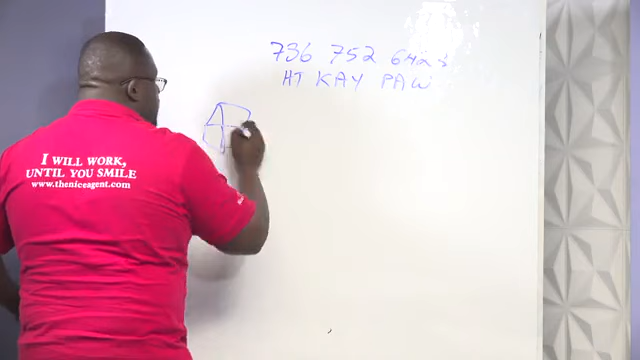 736 752 642
HT KAY PAW
I WILL WORK,
UNTIL YOU SMILE
www.theniceagent.com